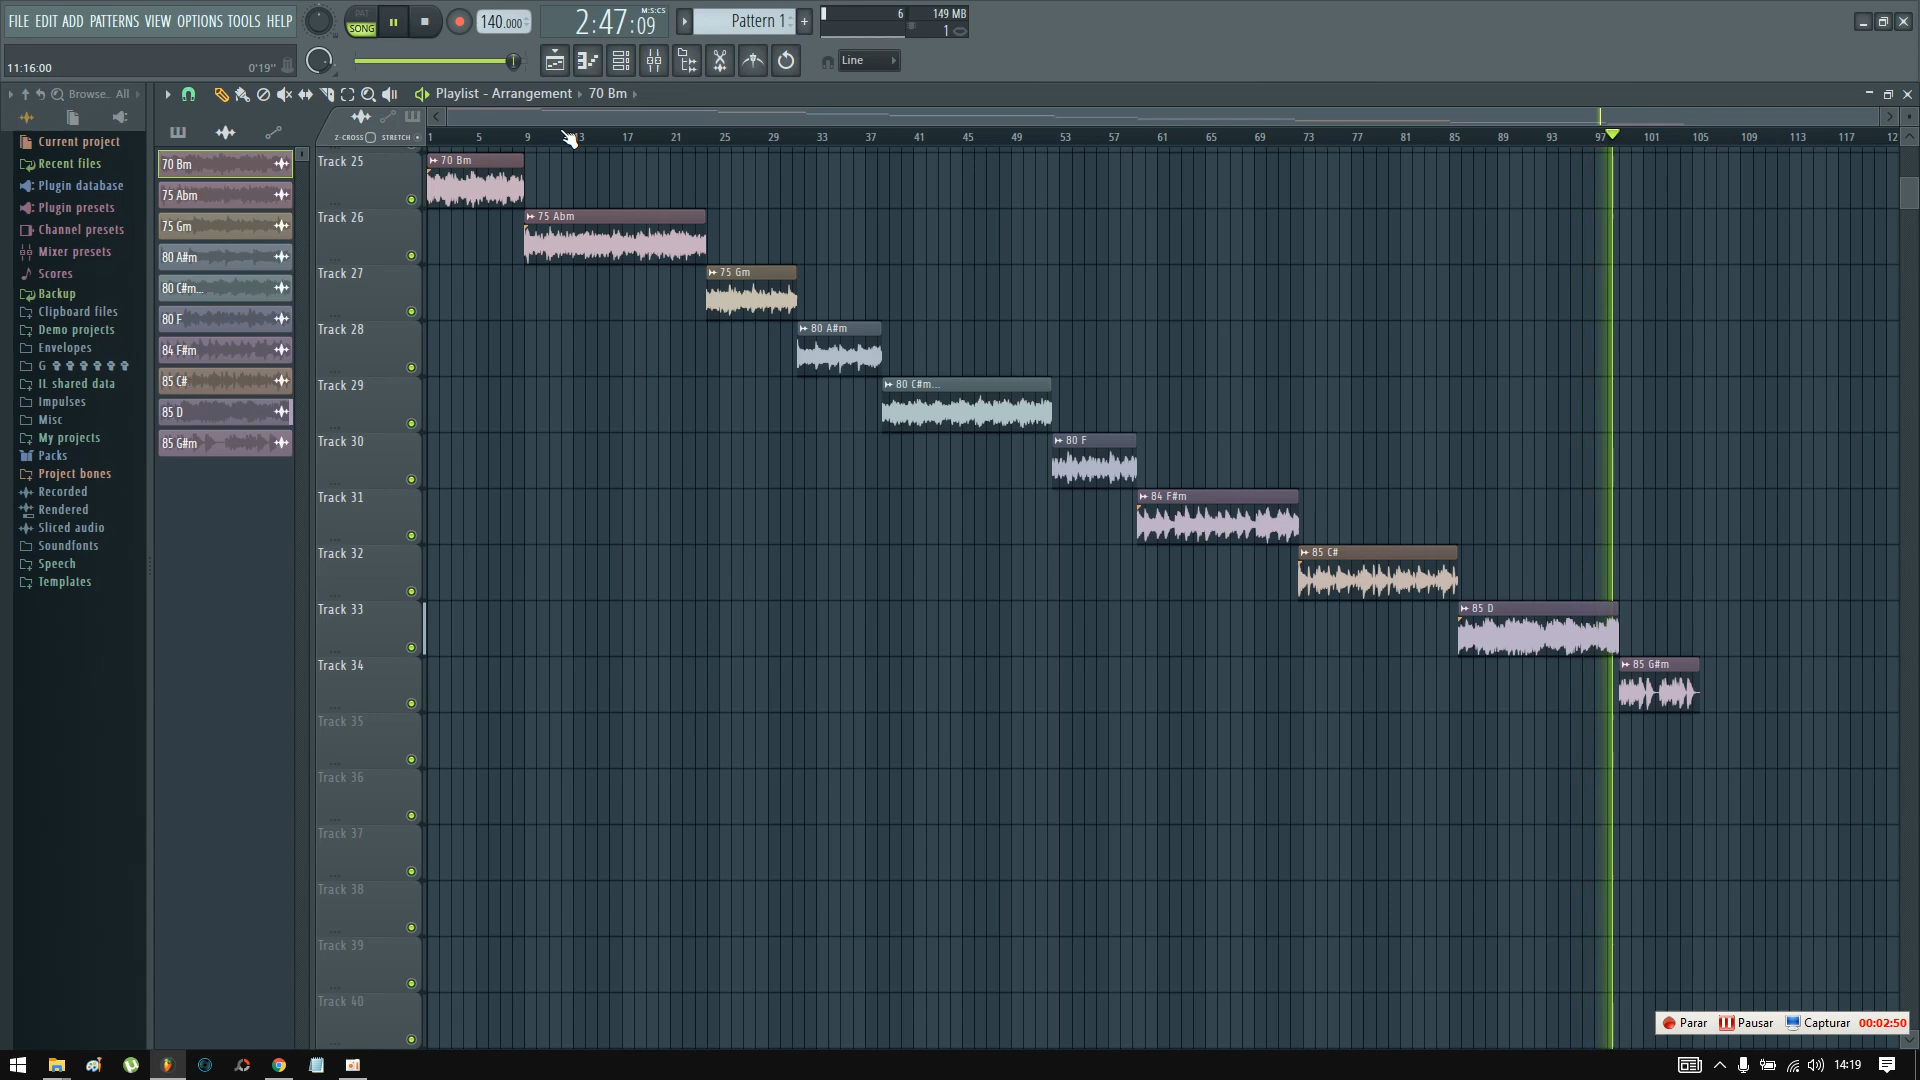 FILE EDIT ADD PATTERNS VIEW OPTIONS TOOLS HELP
PAT
SONG
140.000
2:47:09
M:S:CS
Pattern 1
6
149 MB
1
11:16:00
0'19"
Line
Browse..
All
Playlist - Arrangement
70 Bm
Current project
Recent files
Plugin database
Plugin presets
Channel presets
Mixer presets
Scores
Backup
Clipboard files
Demo projects
Envelopes
G
IL shared data
Impulses
Misc
My projects
Packs
Project bones
Recorded
Rendered
Sliced audio
Soundfonts
Speech
Templates
70 Bm
75 Abm
75 Gm
80 A#m
80 C#m...
80 F
84 F#m
85 C#
85 D
85 G#m
Z-CROSS
STRETCH
1 5 9 13 17 21 25 29 33 37 41 45 49 53 57 61 65 69 73 77 81 85 89 93 97 101 105 109 113 117 12
Track 25
70 Bm
Track 26
75 Abm
Track 27
75 Gm
Track 28
80 A#m
Track 29
80 C#m...
Track 30
80 F
Track 31
84 F#m
Track 32
85 C#
Track 33
85 D
Track 34
85 G#m
Track 35
Track 36
Track 37
Track 38
Track 39
Track 40
Parar
Pausar
Capturar
00:02:50
14:19